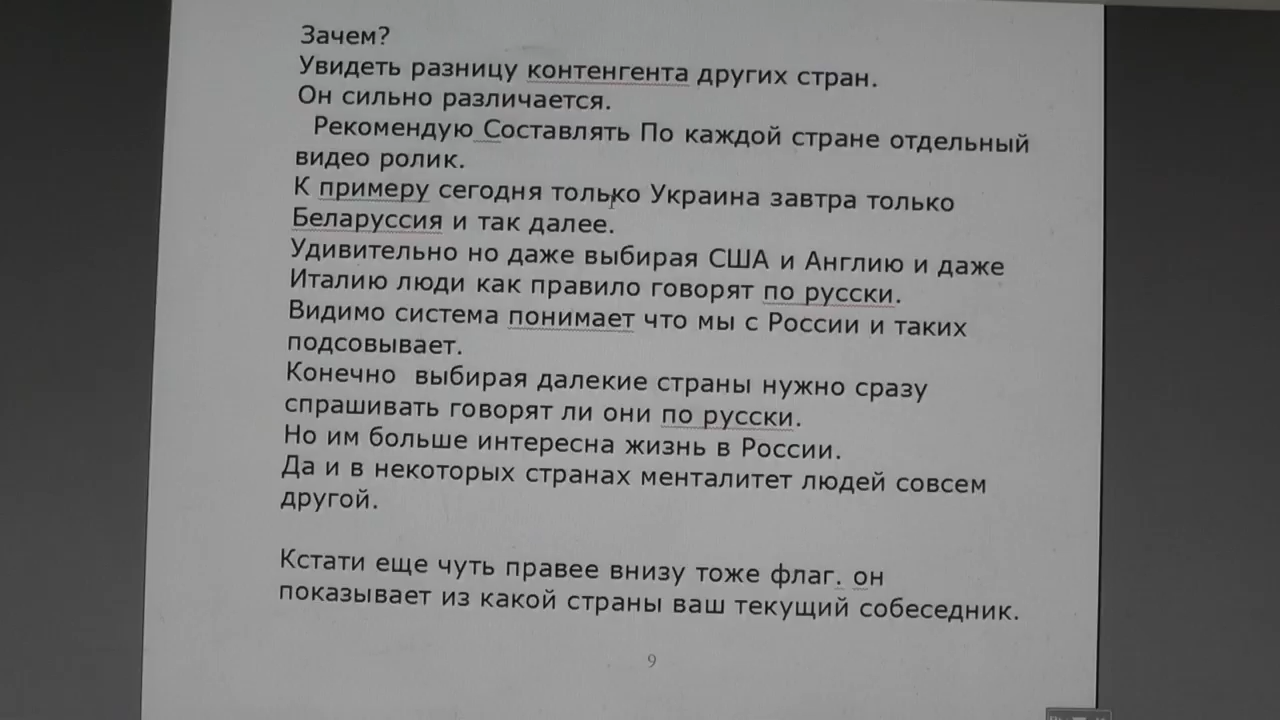 Зачем?
Увидеть разницу контенгента других стран.
Он сильно различается.
Рекомендую Составлять По каждой стране отдельный
видео ролик.
К примеру сегодня только Украина завтра только
Беларуссия и так далее.
Удивительно но даже выбирая США и Англию и даже
Италию люди как правило говорят по русски.
Видимо система понимает что мы с России и таких
подсовывает.
Конечно выбирая далекие страны нужно сразу
спрашивать говорят ли они по русски.
Но им больше интересна жизнь в России.
Да и в некоторых странах менталитет людей совсем
другой.
Кстати еще чуть правее внизу тоже флаг. он
показывает из какой страны ваш текущий собеседник.
9